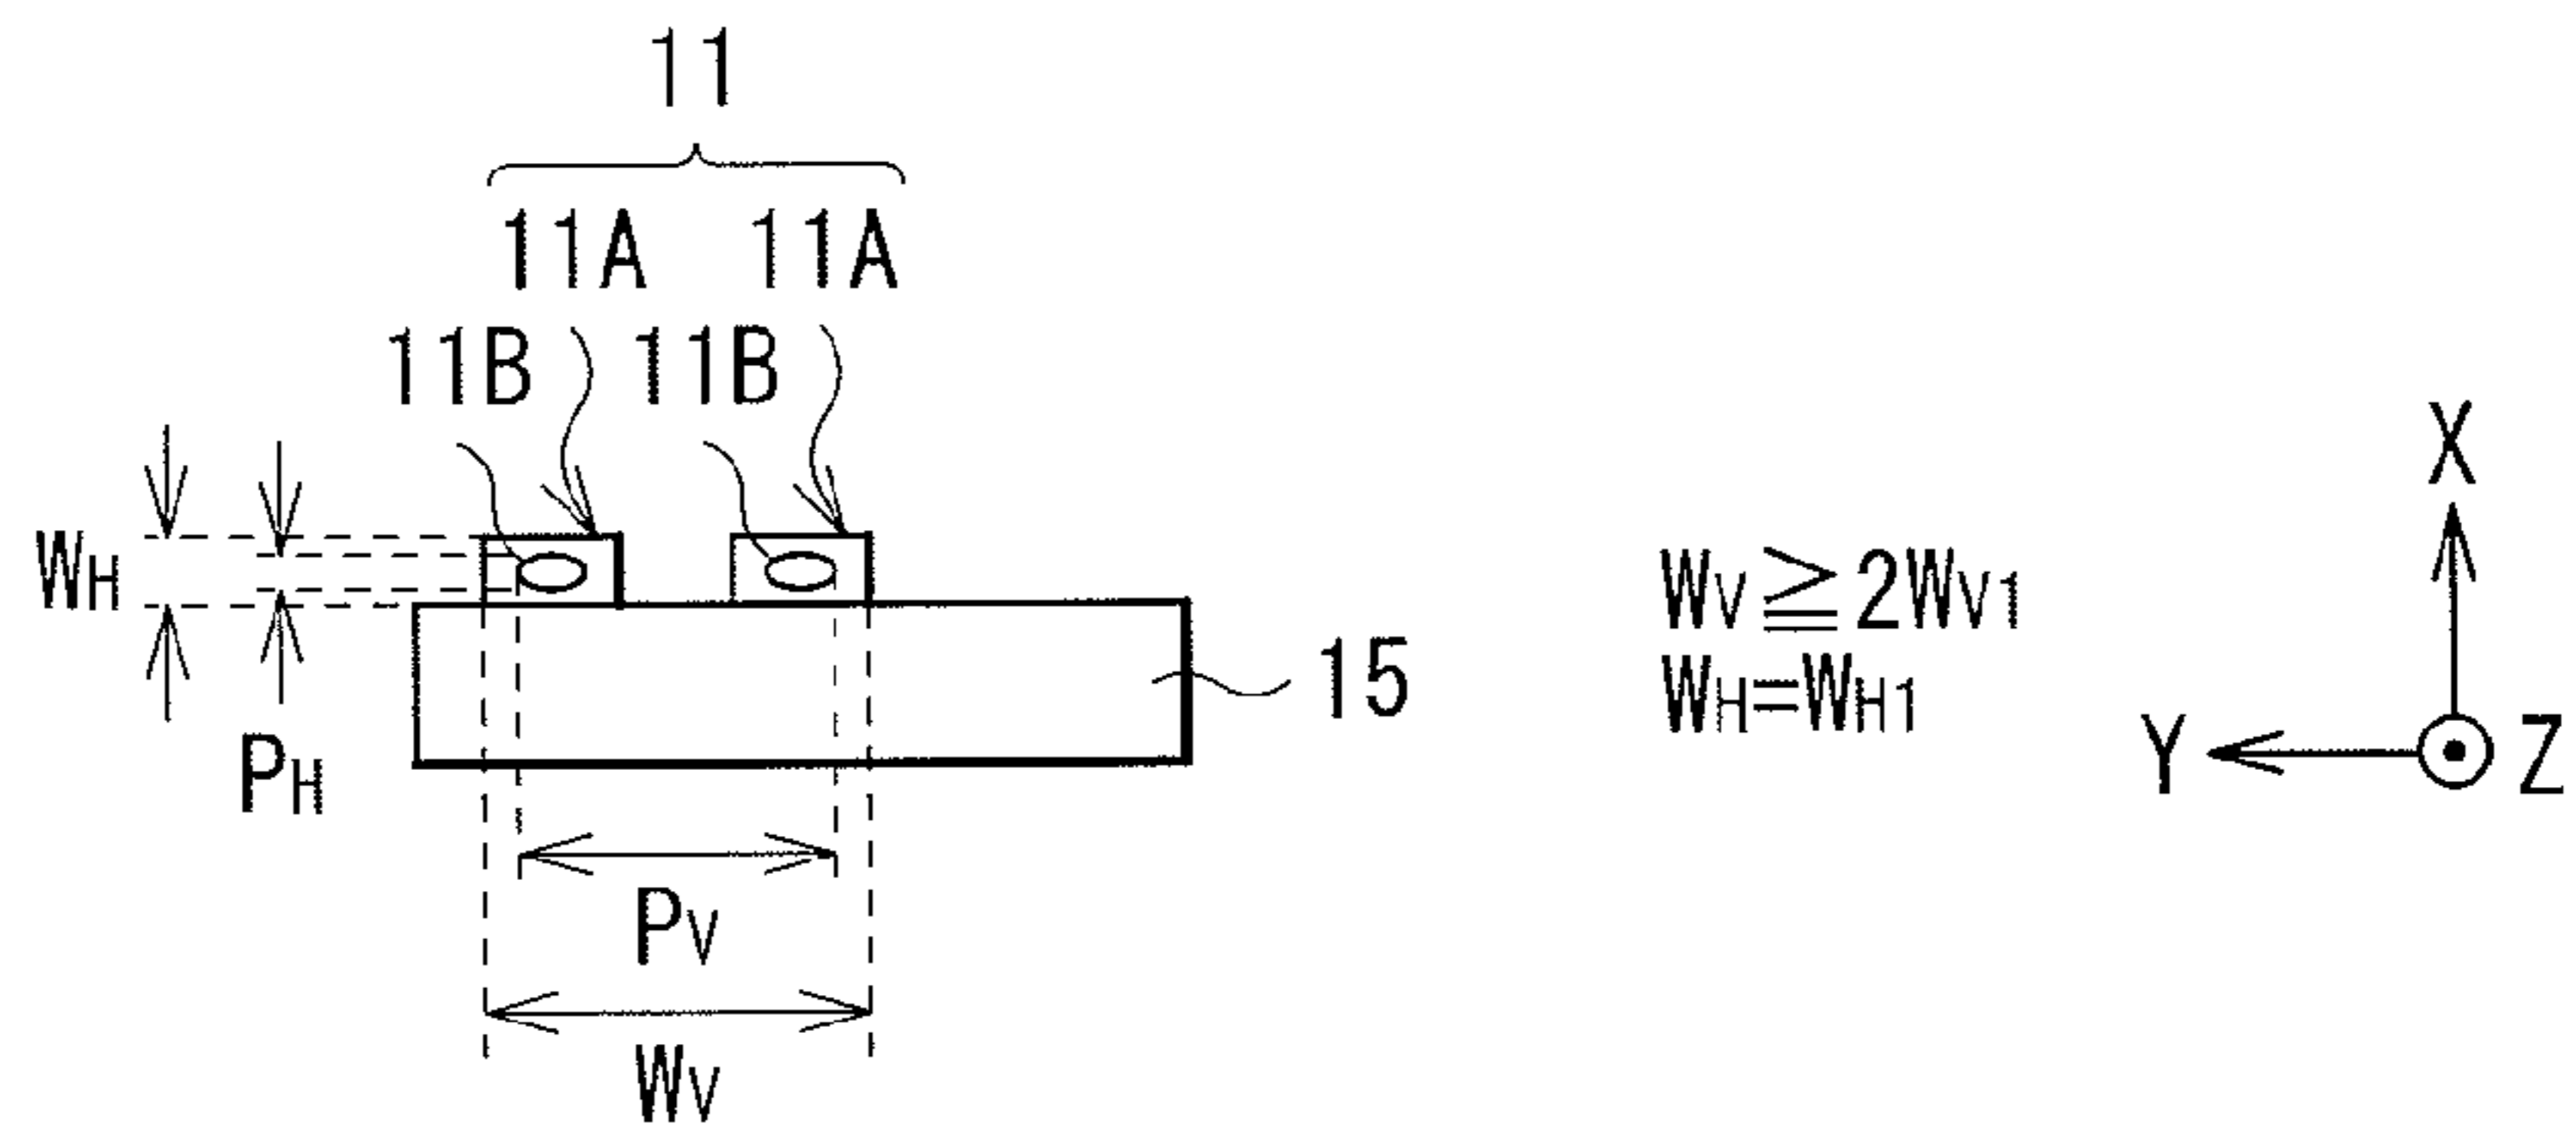 11
11A 11A
11B 11B
X
WH
WV≧2WV1
15
WH=WH1
PH
Y Z
PV
WV